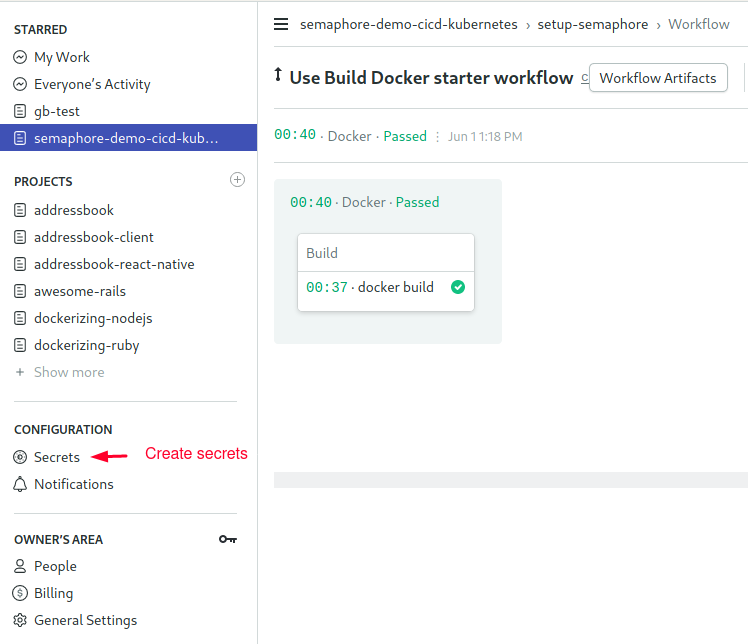 STARRED
My Work
Everyone's Activity
gb-test
semaphore-demo-cicd-kub...
PROJECTS
addressbook
addressbook-client
addressbook-react-native
awesome-rails
dockerizing-nodejs
dockerizing-ruby
+ Show more
CONFIGURATION
Secrets
Create secrets
Notifications
OWNER'S AREA
People
Billing
General Settings
semaphore-demo-cicd-kubernetes › setup-semaphore › Workflow
Use Build Docker starter workflow c Workflow Artifacts
00:40 · Docker · Passed ⋮ Jun 1 1:18 PM
00:40 · Docker · Passed
Build
00:37 · docker build